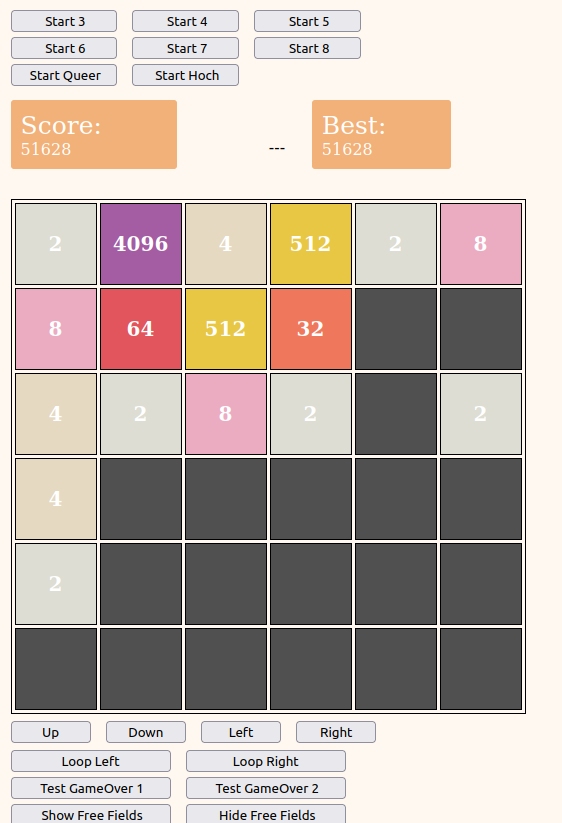 Start 3 Start 4 Start 5
Start 6 Start 7 Start 8
Start Queer Start Hoch
Score: Best:
51628 --- 51628
2 4096 4 512 2 8
8 64 512 32
4 2 8 2 2
4
2
Up Down Left Right
Loop Left Loop Right
Test GameOver 1 Test GameOver 2
Show Free Fields Hide Free Fields